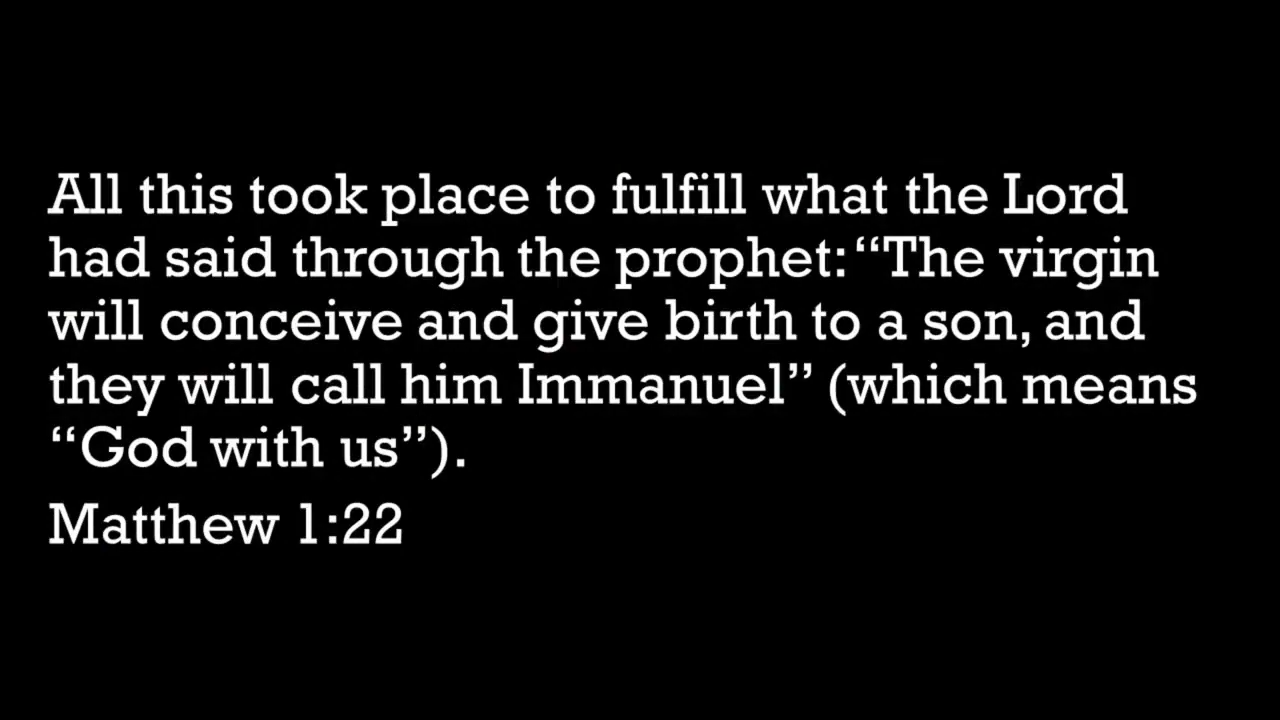 All this took place to fulfill what the Lord
had said through the prophet: “The virgin
will conceive and give birth to a son, and
they will call him Immanuel” (which means
“God with us”).
Matthew 1:22